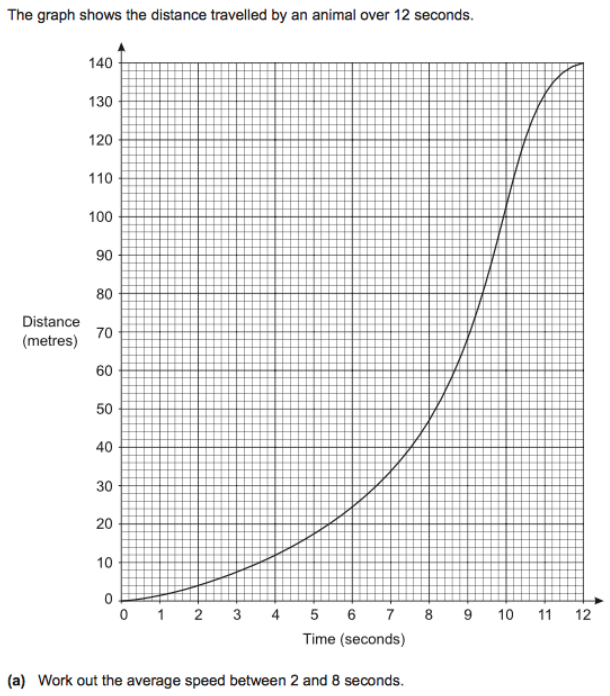 The graph shows the distance travelled by an animal over 12 seconds.
140
130
120
110
100
90
80
Distance
(metres)
70
60
50
40
30
20
10
0
0 1 2 3 4 5 6 7 8 9 10 11 12
Time (seconds)
(a) Work out the average speed between 2 and 8 seconds.